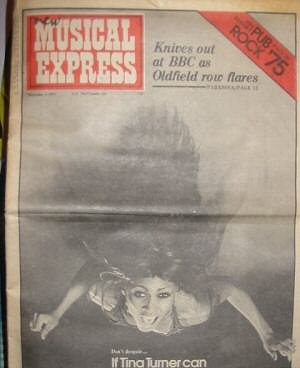 new
MUSICAL
EXPRESS
PUB
ROCK '75
Knives out
at BBC as
Oldfield row flares
Don't despair...
If Tina Turner can